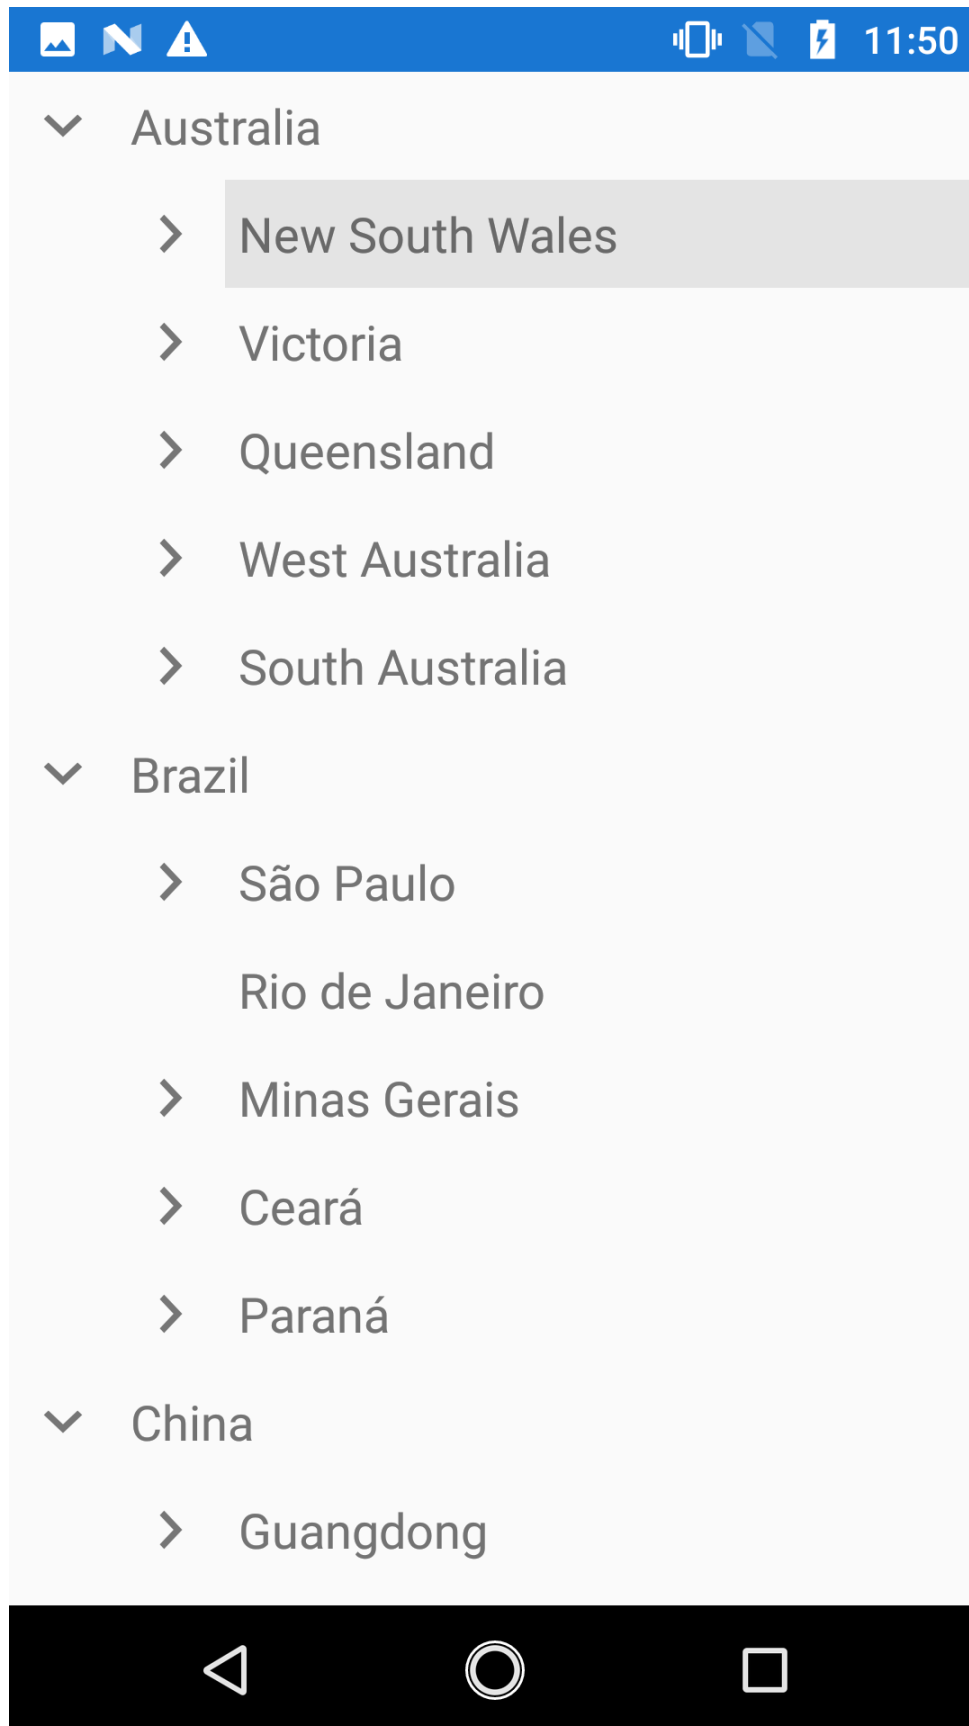 11:50
Australia
New South Wales
Victoria
Queensland
West Australia
South Australia
Brazil
São Paulo
Rio de Janeiro
Minas Gerais
Ceará
Paraná
China
Guangdong